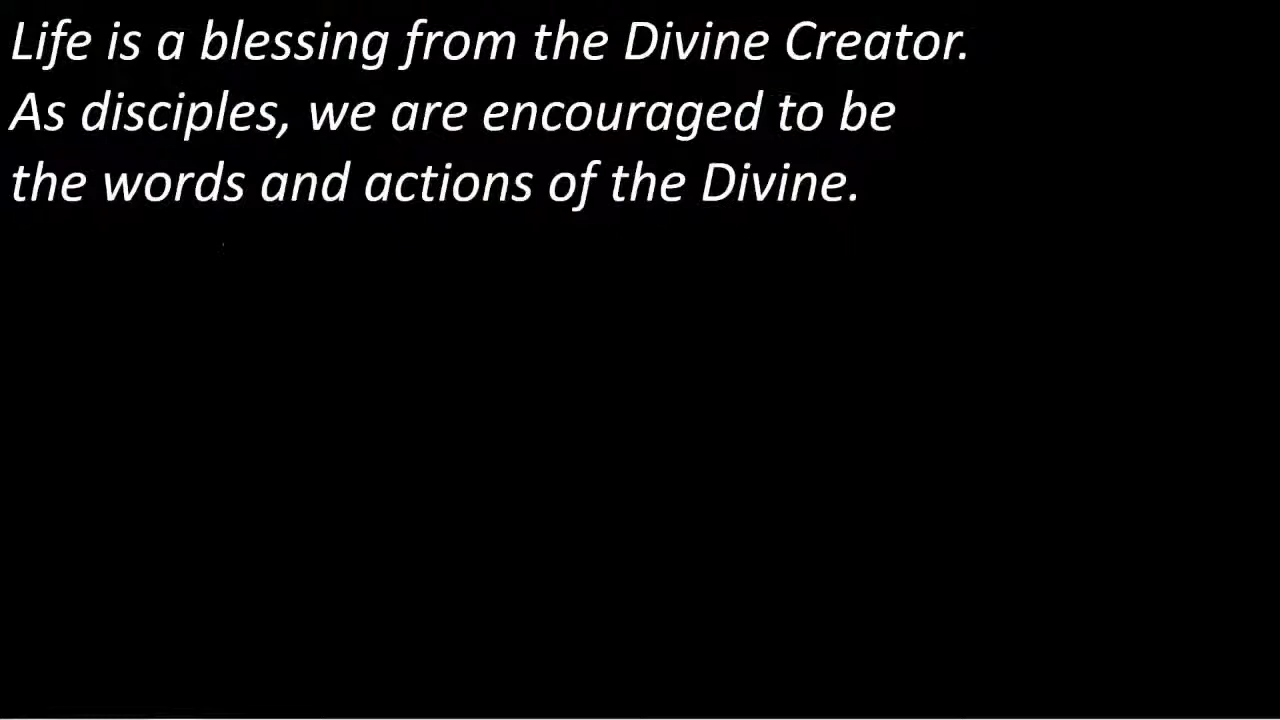 Life is a blessing from the Divine Creator.
As disciples, we are encouraged to be
the words and actions of the Divine.